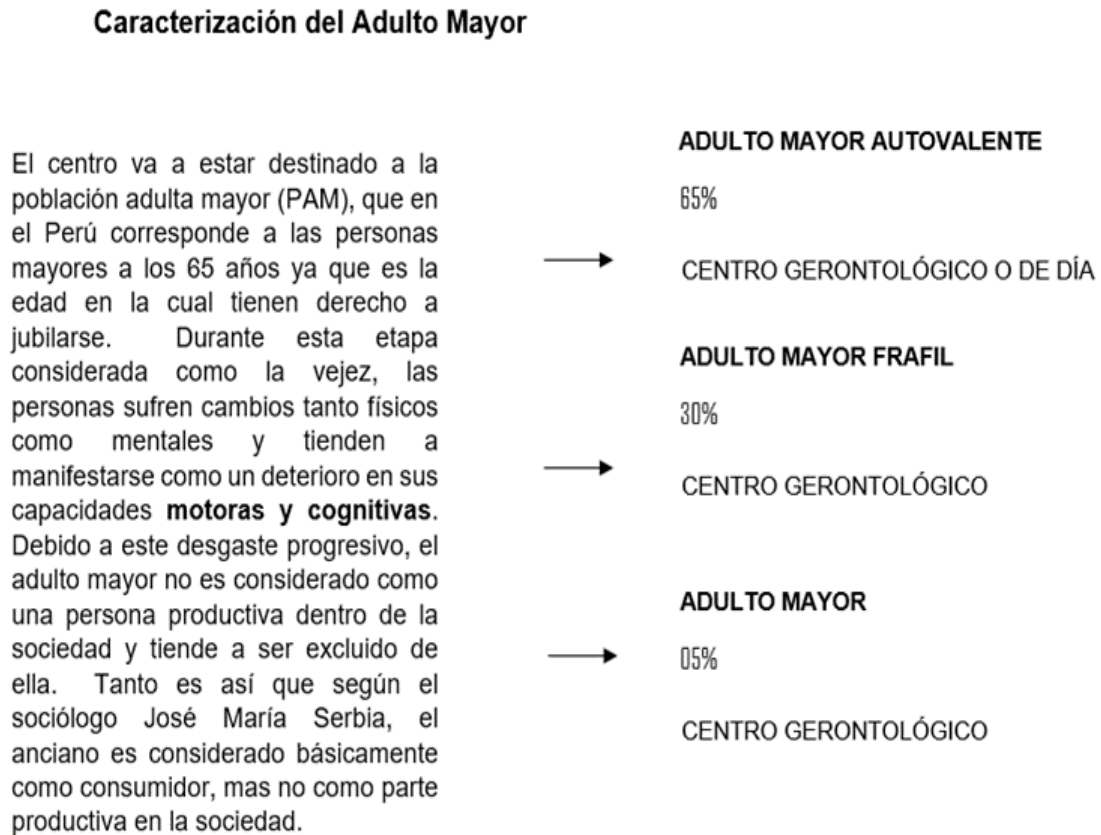 Caracterización del Adulto Mayor
El centro va a estar destinado a la
población adulta mayor (PAM), que en
el Perú corresponde a las personas
mayores a los 65 años ya que es la
edad en la cual tienen derecho a
jubilarse. Durante esta etapa
considerada como la vejez, las
personas sufren cambios tanto físicos
como mentales y tienden a
manifestarse como un deterioro en sus
capacidades motoras y cognitivas.
Debido a este desgaste progresivo, el
adulto mayor no es considerado como
una persona productiva dentro de la
sociedad y tiende a ser excluido de
ella. Tanto es así que según el
sociólogo José María Serbia, el
anciano es considerado básicamente
como consumidor, mas no como parte
productiva en la sociedad.
ADULTO MAYOR AUTOVALENTE
65%
CENTRO GERONTOLÓGICO O DE DÍA
ADULTO MAYOR FRAFIL
30%
CENTRO GERONTOLÓGICO
ADULTO MAYOR
05%
CENTRO GERONTOLÓGICO